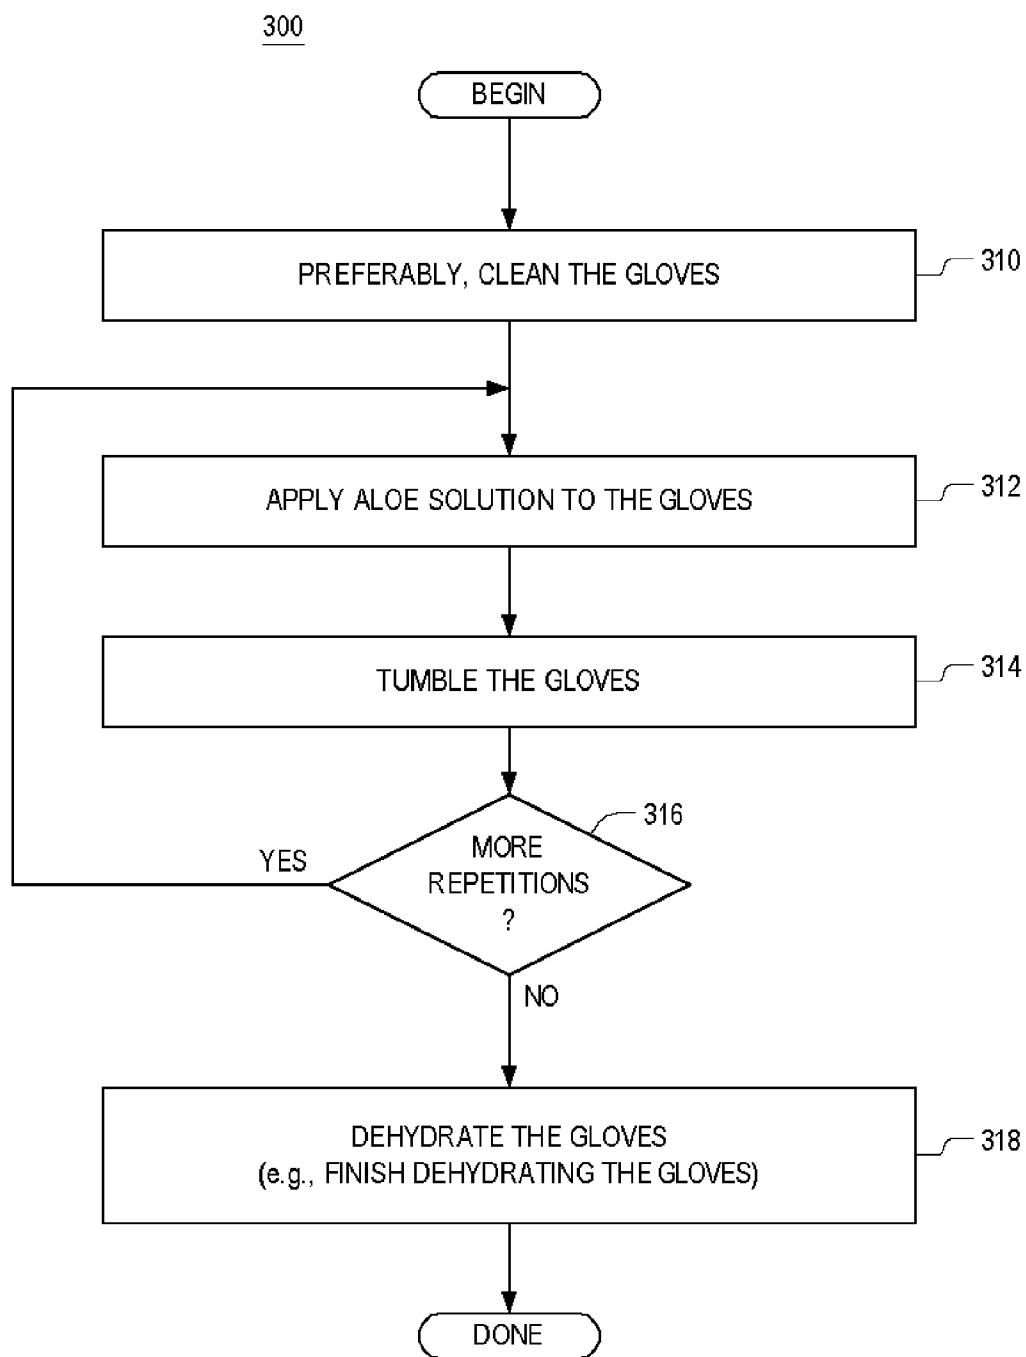 300
BEGIN
PREFERABLY, CLEAN THE GLOVES
310
APPLY ALOE SOLUTION TO THE GLOVES
312
TUMBLE THE GLOVES
314
316
MORE
REPETITIONS
?
YES
NO
DEHYDRATE THE GLOVES
(e.g., FINISH DEHYDRATING THE GLOVES)
318
DONE